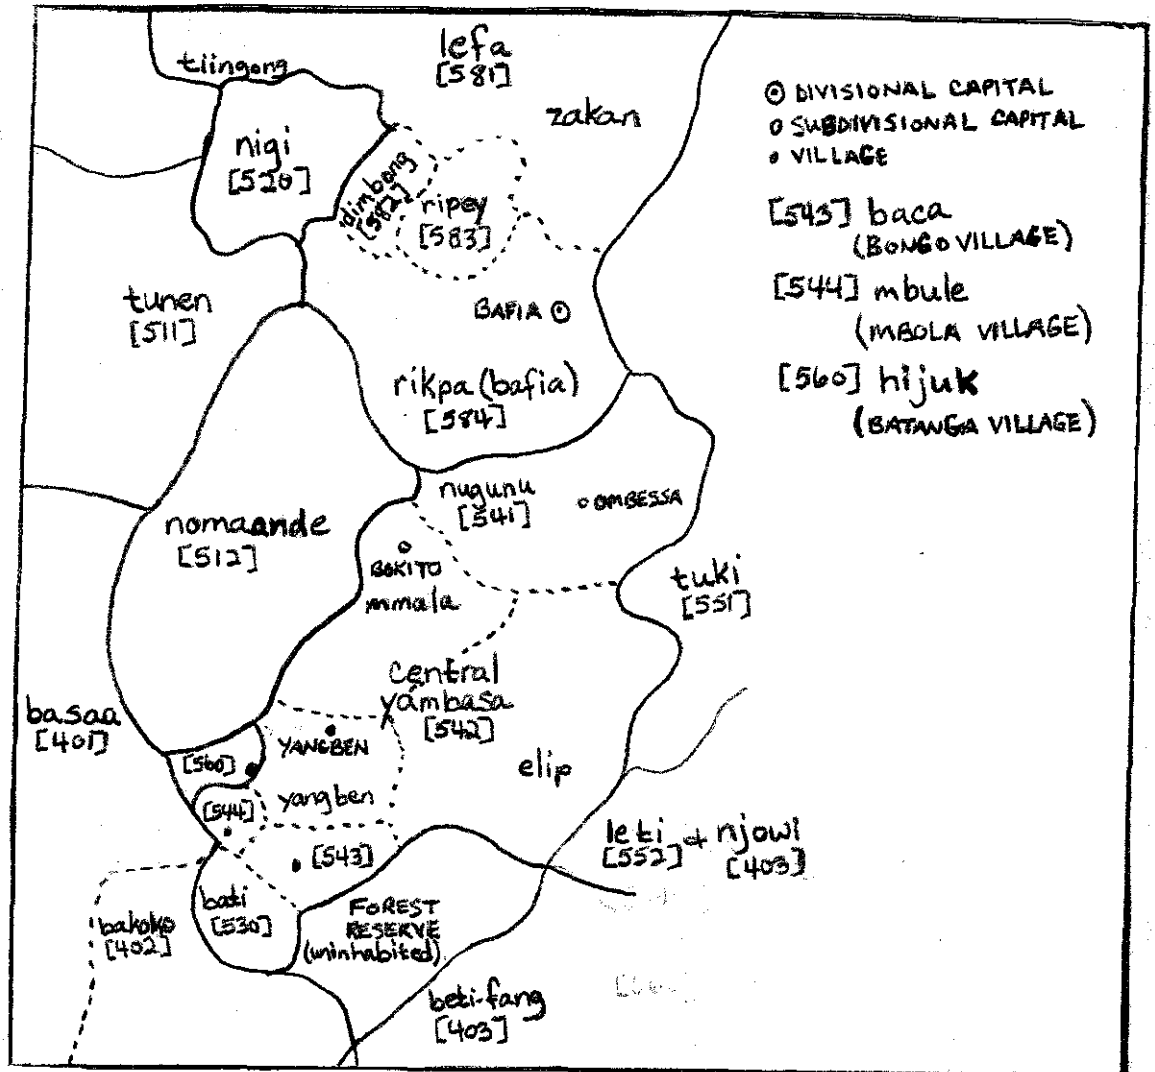 tiingong
lefa
[581]
zakan
nigi
[520]
dimbong
[582]
ripey
[583]
tunen
[511]
BAFIA
rikpa (bafia)
[584]
nugunu
[541]
OMBESSA
nomaande
[512]
BOKITO
mmala
tuki
[551]
central
yambasa
[542]
basaa
[401]
YANGBEN
[560]
elip
yangben
[544]
[543]
leti & njowi
[552] [403]
bati
[530]
bakoko
[402]
FOREST
RESERVE
(uninhabited)
beti-fang
[403]
DIVISIONAL CAPITAL
SUBDIVISIONAL CAPITAL
VILLAGE
[543] baca
(BONGO VILLAGE)
[544] mbule
(MBOLA VILLAGE)
[560] hijuk
(BATANGA VILLAGE)